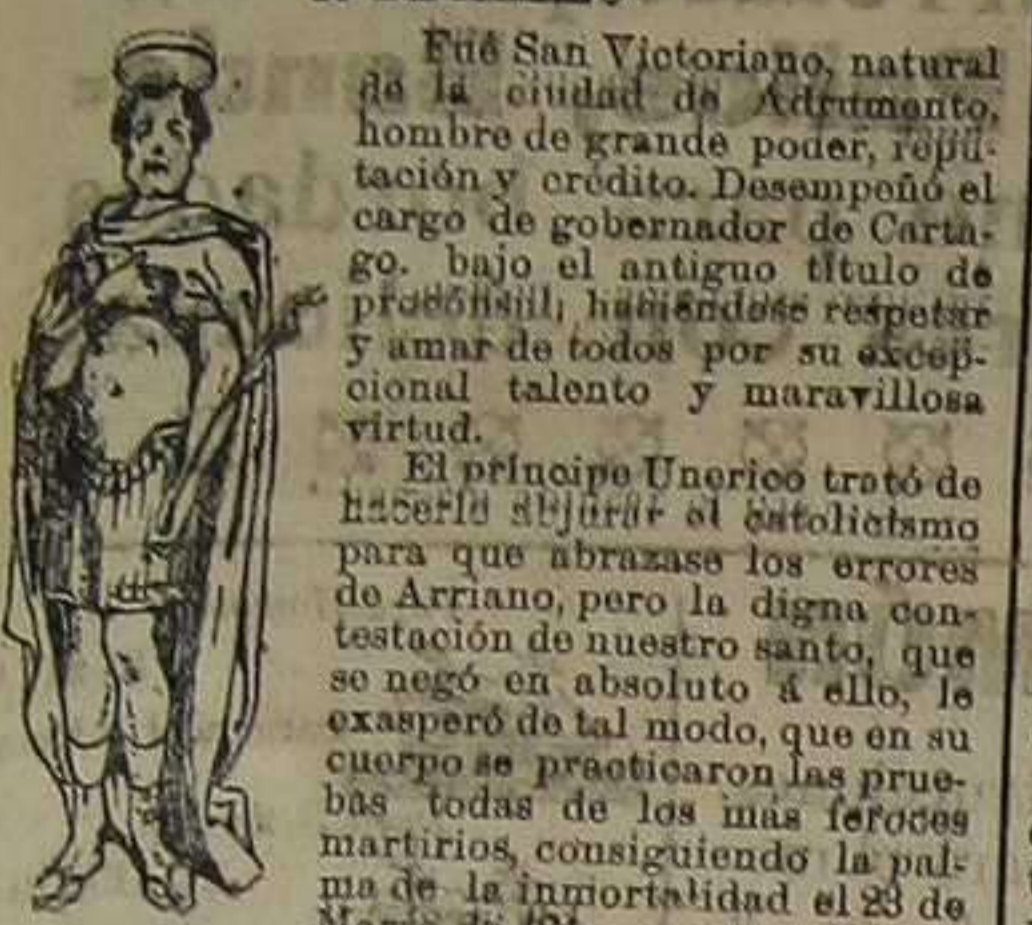 Fué San Victoriano, natural
de la ciudad de Adrumento,
hombre de grande poder, repu-
tación y crédito. Desempeñó el
cargo de gobernador de Carta-
go. bajo el antiguo título de
procónsul; haciéndose respetar
y amar de todos por su excep-
cional talento y maravillosa
virtud.
El príncipe Unerico trató de
hacerle abjurar el catolicismo
para que abrazase los errores
de Arriano, pero la digna con-
testación de nuestro santo, que
se negó en absoluto á ello, le
exasperó de tal modo, que en su
cuerpo se practicaron las prue-
bas todas de los más feroces
martirios, consiguiendo la pal-
ma de la inmortalidad el 23 de